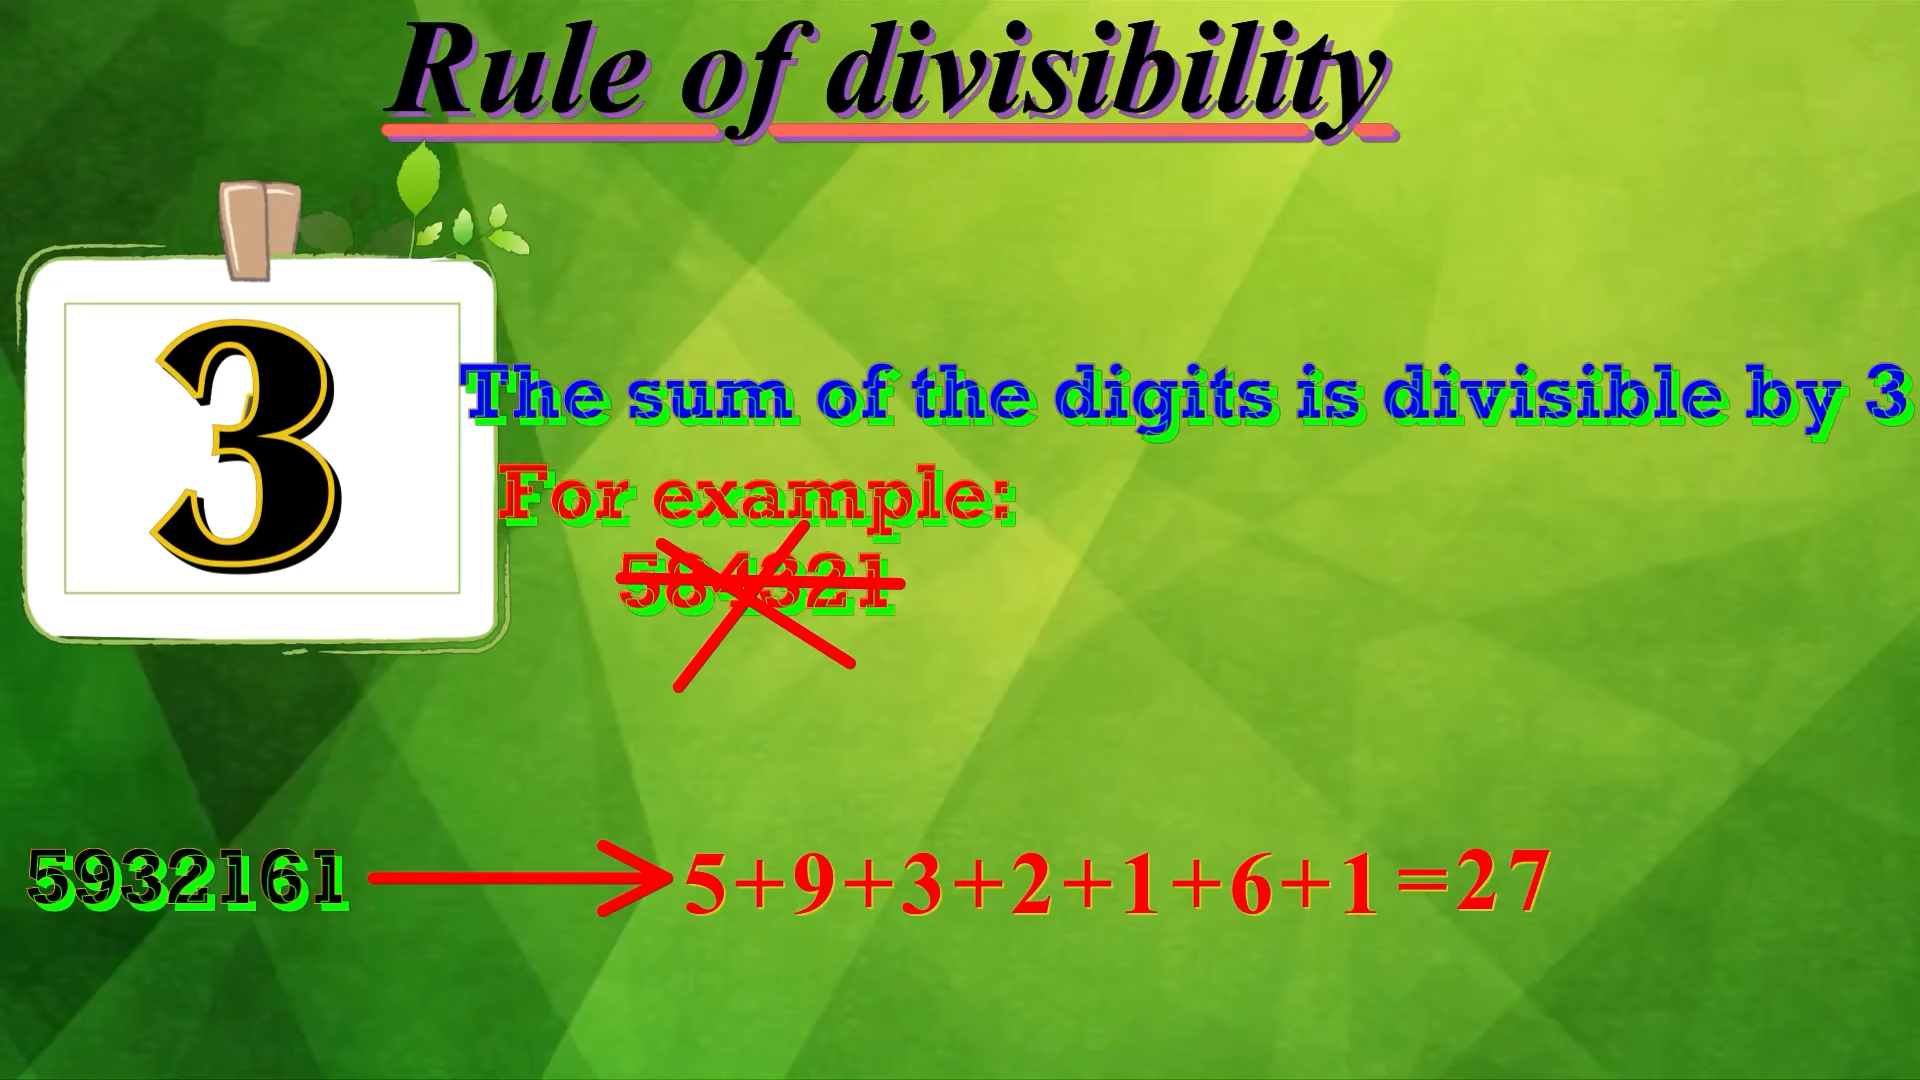 Rule of divisibility
3
The sum of the digits is divisible by 3
For example:
584321
5932161
5+9+3+2+1+6+1=27